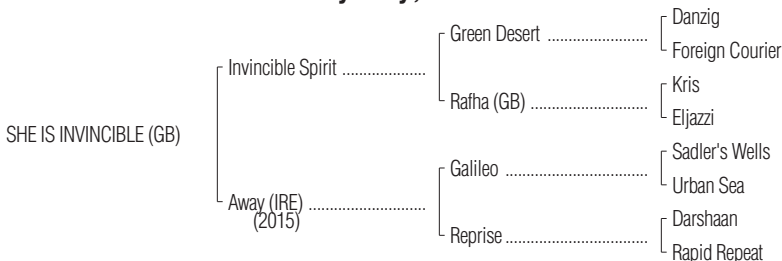 Danzig
Green Desert ......................
Foreign Courier
Invincible Spirit ...................
Kris
Rafha (GB) ..........................
Eljazzi
SHE IS INVINCIBLE (GB)
Sadler's Wells
Galileo ................................
Urban Sea
Away (IRE) ..........................
(2015)
Darshaan
Reprise................................
Rapid Repeat